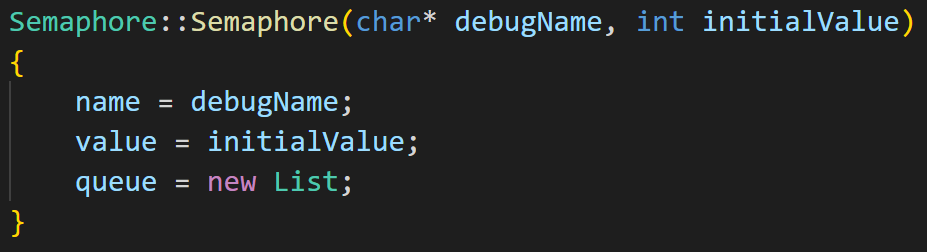 Semaphore::Semaphore(char* debugName, int initialValue)
{
    name = debugName;
    value = initialValue;
    queue = new List;
}